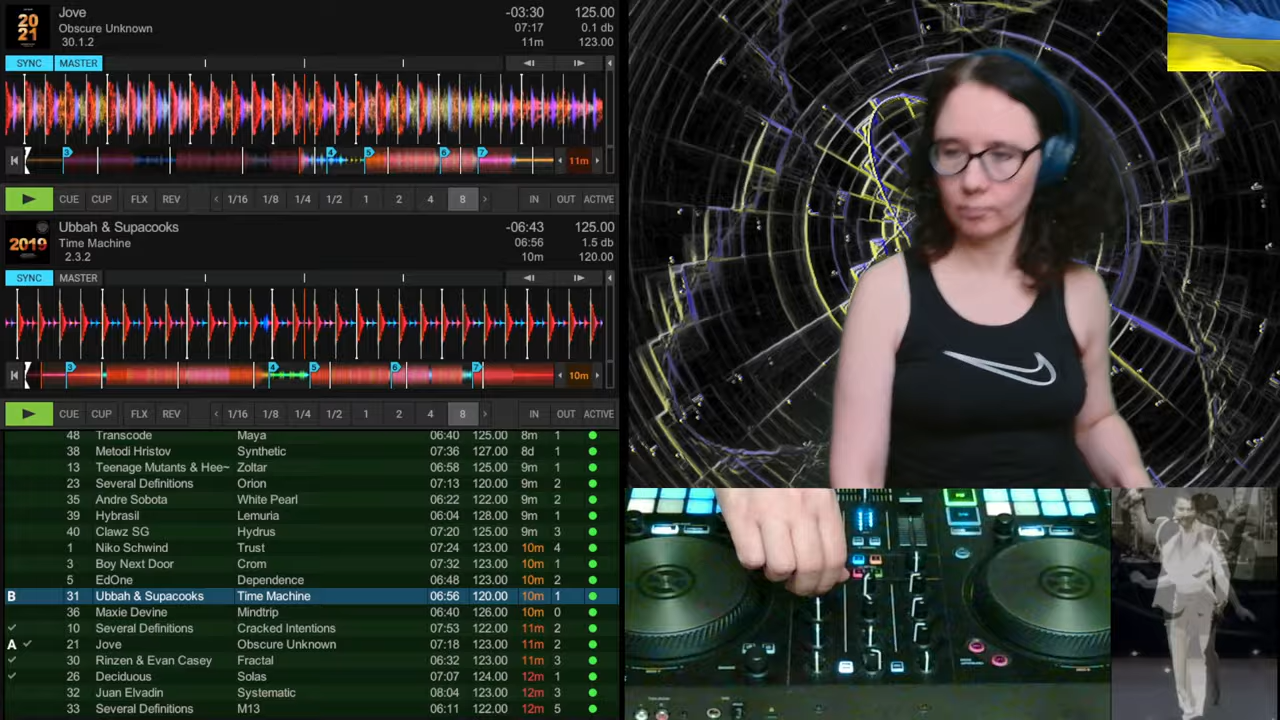 20
21
Jove
-03:30
125.00
Obscure Unknown
07:17
0.1 db
30.1.2
11m
123.00
SYNC MASTER
3 4 5 6 7
11m
CUE CUP FLX REV 1/16 1/8 1/4 1/2 1 2 4 8 IN OUT ACTIVE
2019
Ubbah & Supacooks
-06:43
125.00
Time Machine
06:56
1.5 db
2.3.2
10m
120.00
SYNC MASTER
3 4 5 6 7
10m
CUE CUP FLX REV 1/16 1/8 1/4 1/2 1 2 4 8 IN OUT ACTIVE
48 Transcode Maya 06:40 125.00 8m 1
38 Metodi Hristov Synthetic 07:36 127.00 8d 1
13 Teenage Mutants & Hee~ Zoltar 06:58 125.00 9m 1
23 Several Definitions Orion 07:13 120.00 9m 2
35 Andre Sobota White Pearl 06:22 122.00 9m 2
39 Hybrasil Lemuria 06:04 128.00 9m 1
40 Clawz SG Hydrus 07:20 125.00 9m 3
1 Niko Schwind Trust 07:24 123.00 10m 4
3 Boy Next Door Crom 07:32 123.00 10m 1
5 EdOne Dependence 06:48 123.00 10m 2
B 31 Ubbah & Supacooks Time Machine 06:56 120.00 10m 1
36 Maxie Devine Mindtrip 06:40 126.00 10m 0
10 Several Definitions Cracked Intentions 07:53 122.00 11m 2
A 21 Jove Obscure Unknown 07:18 123.00 11m 2
30 Rinzen & Evan Casey Fractal 06:32 123.00 11m 3
26 Deciduous Solas 07:07 124.00 12m 1
32 Juan Elvadin Systematic 08:04 123.00 12m 3
33 Several Definitions M13 06:11 122.00 12m 5